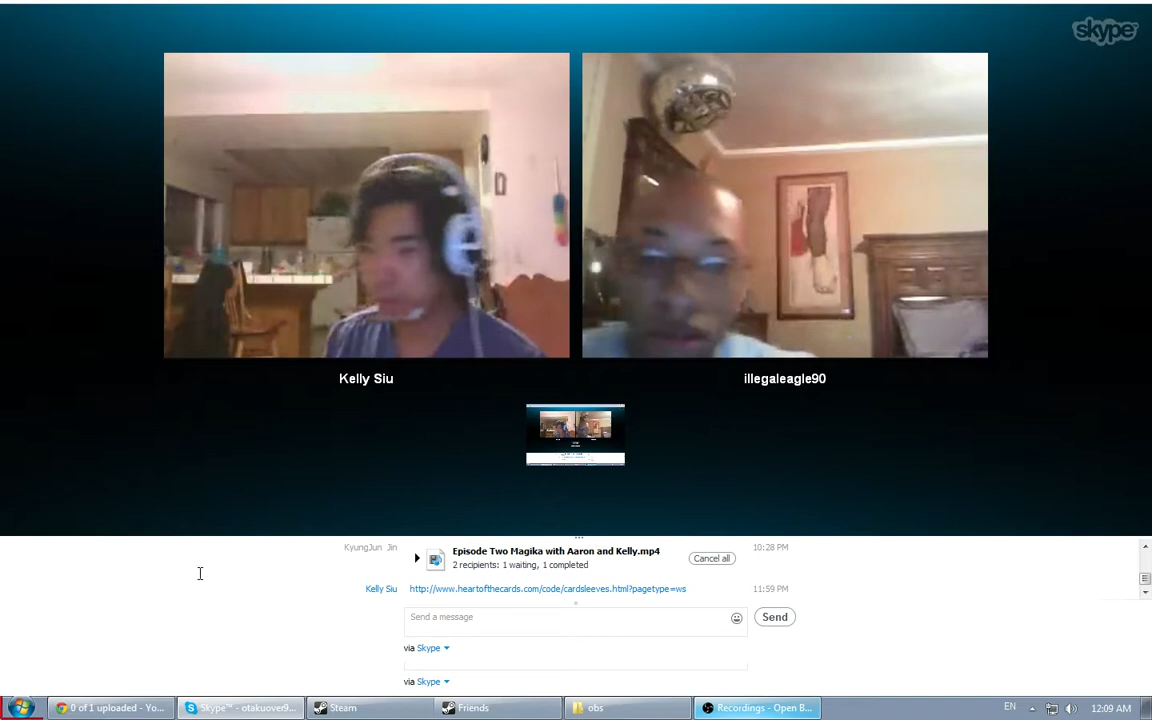 skype™
Kelly Siu
illegaleagle90
KyungJun Jin
Episode Two Magika with Aaron and Kelly.mp4
2 recipients: 1 waiting, 1 completed
Cancel all
10:28 PM
Kelly Siu
http://www.heartofthecards.com/code/cardsleeves.html?pagetype=ws
11:59 PM
Send a message
Send
via Skype
via Skype
0 of 1 uploaded - Yo...
Skype™ - otakuover9...
Steam
Friends
obs
Recordings - Open B...
EN
12:09 AM